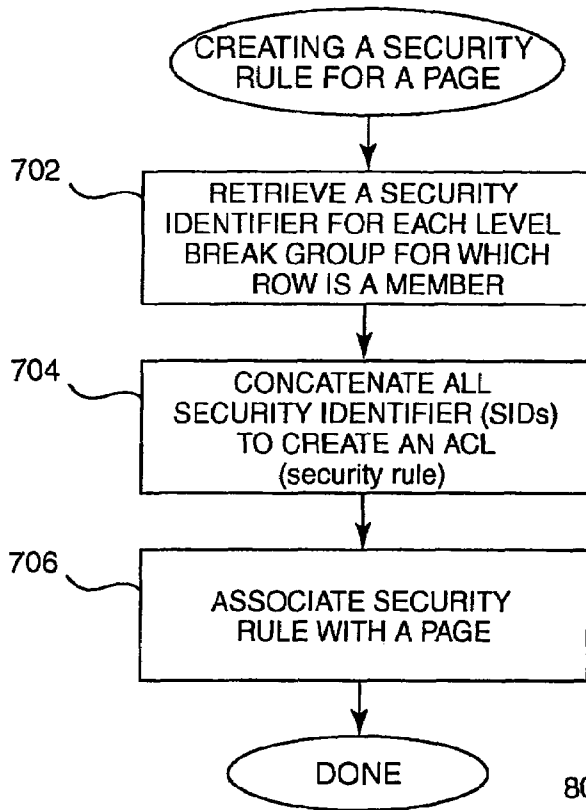 CREATING A SECURITY
RULE FOR A PAGE
702
RETRIEVE A SECURITY
IDENTIFIER FOR EACH LEVEL
BREAK GROUP FOR WHICH
ROW IS A MEMBER
704
CONCATENATE ALL
SECURITY IDENTIFIER (SIDs)
TO CREATE AN ACL
(security rule)
706
ASSOCIATE SECURITY
RULE WITH A PAGE
DONE
80